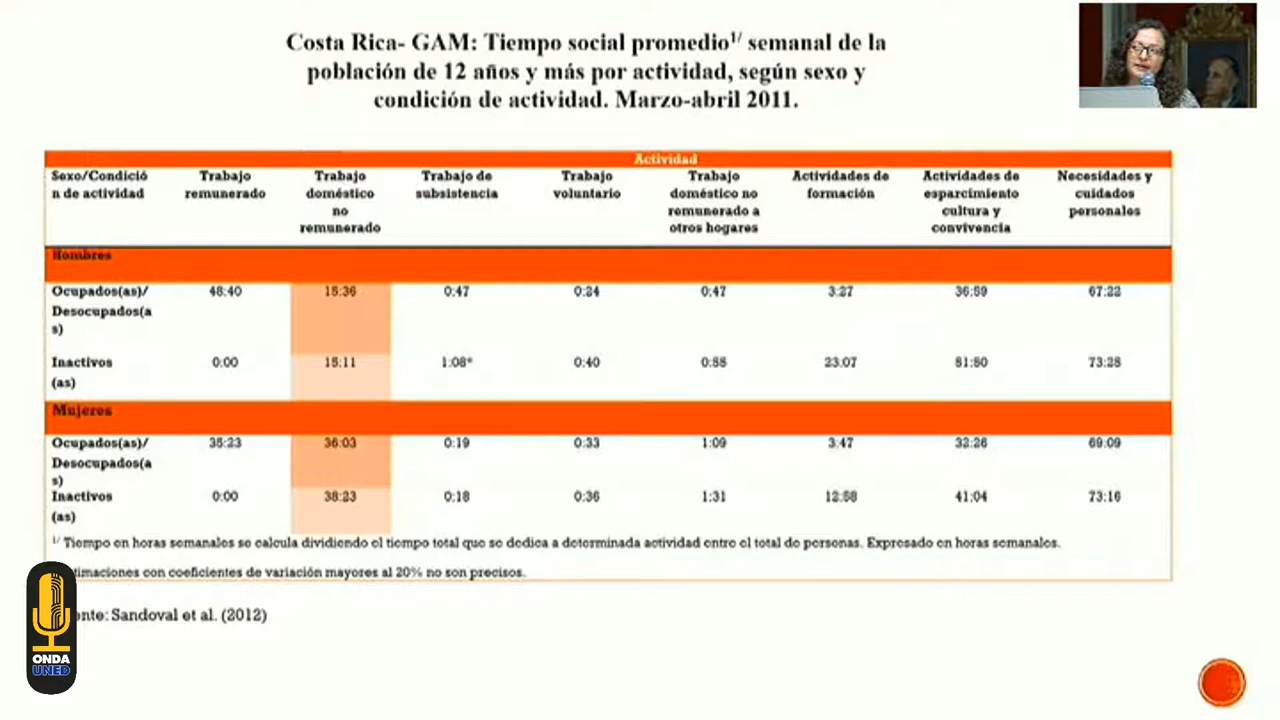 Costa Rica- GAM: Tiempo social promedio1/ semanal de la
población de 12 años y más por actividad, según sexo y
condición de actividad. Marzo-abril 2011.
Actividad
Sexo/Condició
n de actividad
Trabajo
remunerado
Trabajo
doméstico
no
remunerado
Trabajo de
subsistencia
Trabajo
voluntario
Trabajo
doméstico no
remunerado a
otros hogares
Actividades de
formación
Actividades de
esparcimiento
cultura y
convivencia
Necesidades y
cuidados
personales
Hombres
Ocupados(as)/
Desocupados(a
s)
48:40 15:36 0:47 0:24 0:47 3:27 36:59 67:22
Inactivos
(as)
0:00 15:11 1:08* 0:40 0:55 23:07 51:50 73:25
Mujeres
Ocupados(as)/
Desocupados(a
s)
35:23 36:03 0:19 0:33 1:09 3:47 32:26 69:09
Inactivos
(as)
0:00 38:23 0:18 0:36 1:31 12:58 41:04 73:16
1/ Tiempo en horas semanales se calcula dividiendo el tiempo total que se dedica a determinada actividad entre el total de personas. Expresado en horas semanales.
timaciones con coeficientes de variación mayores al 20% no son precisos.
nte: Sandoval et al. (2012)
ONDA
UNED